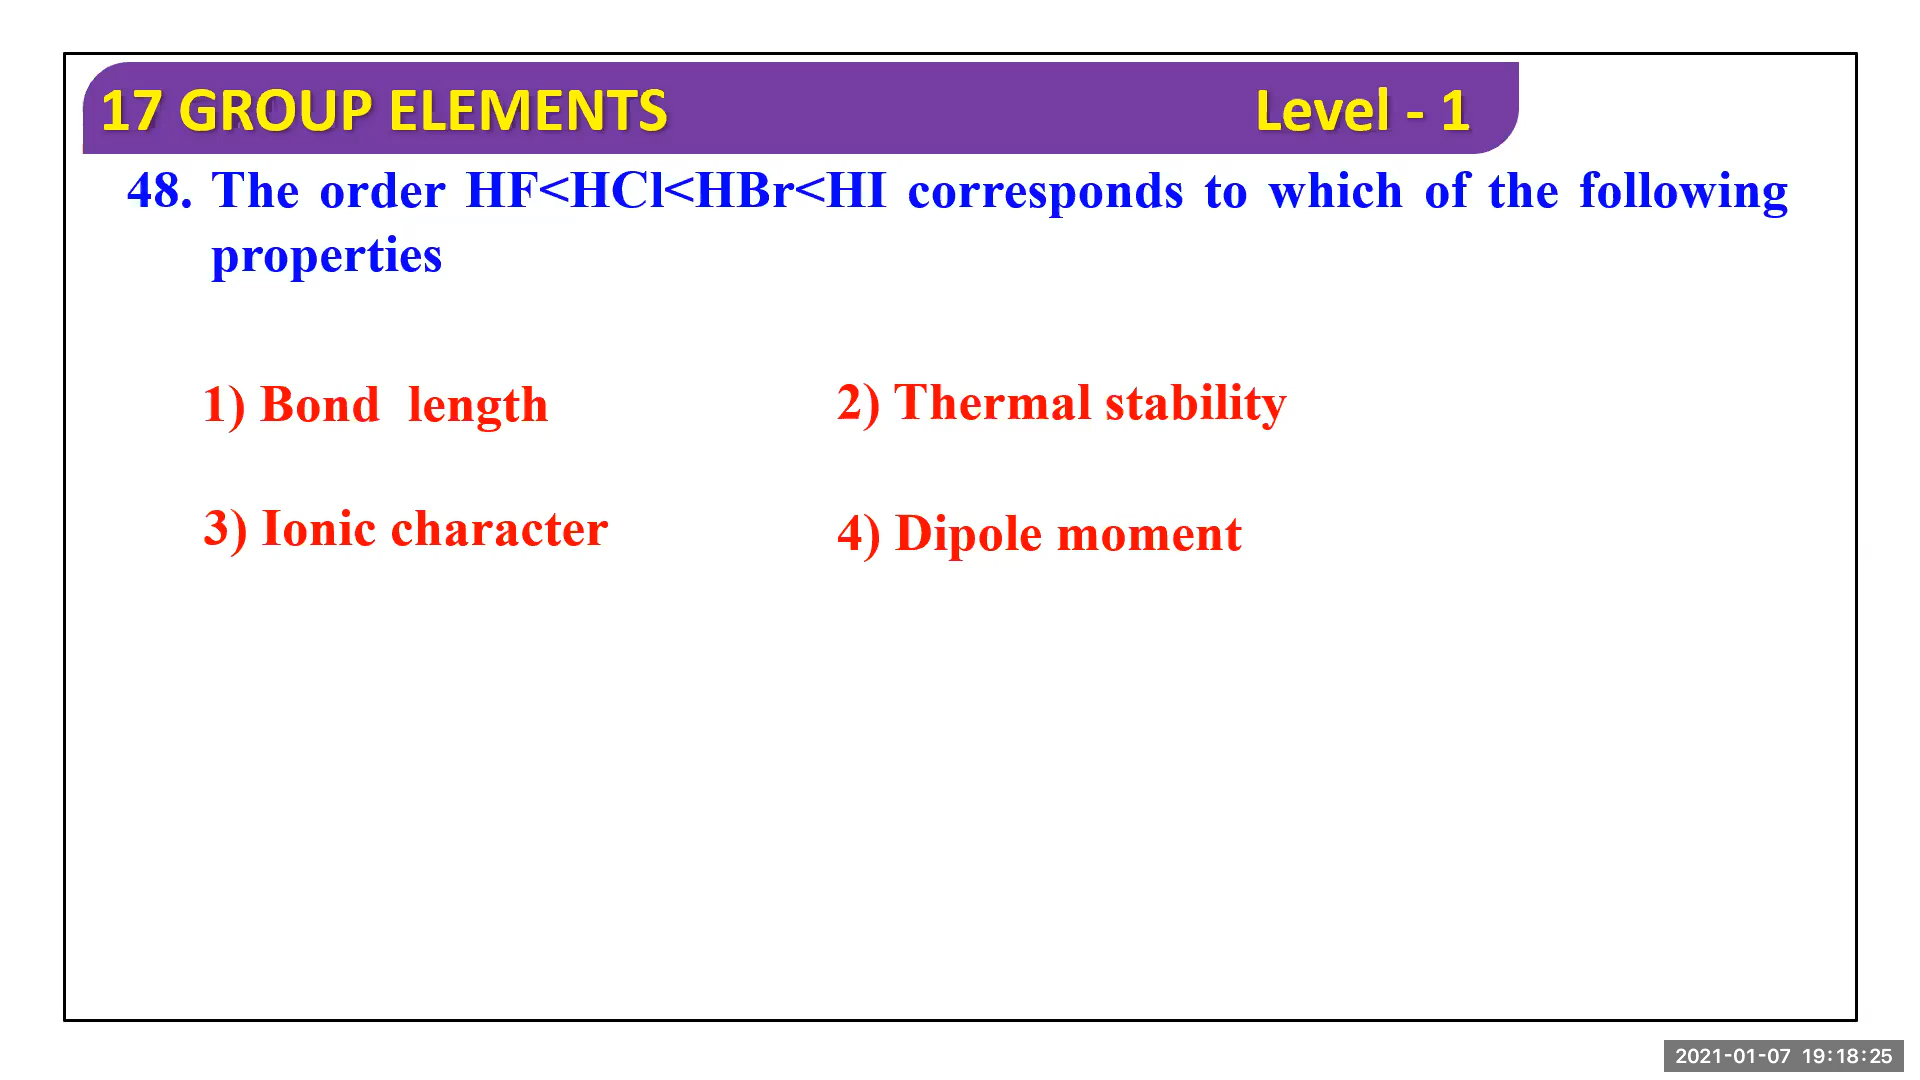 17 GROUP ELEMENTS Level - 1
48. The order HF<HCl<HBr<HI corresponds to which of the following
properties
1) Bond length 2) Thermal stability
3) Ionic character 4) Dipole moment
2021-01-07 19:18:25